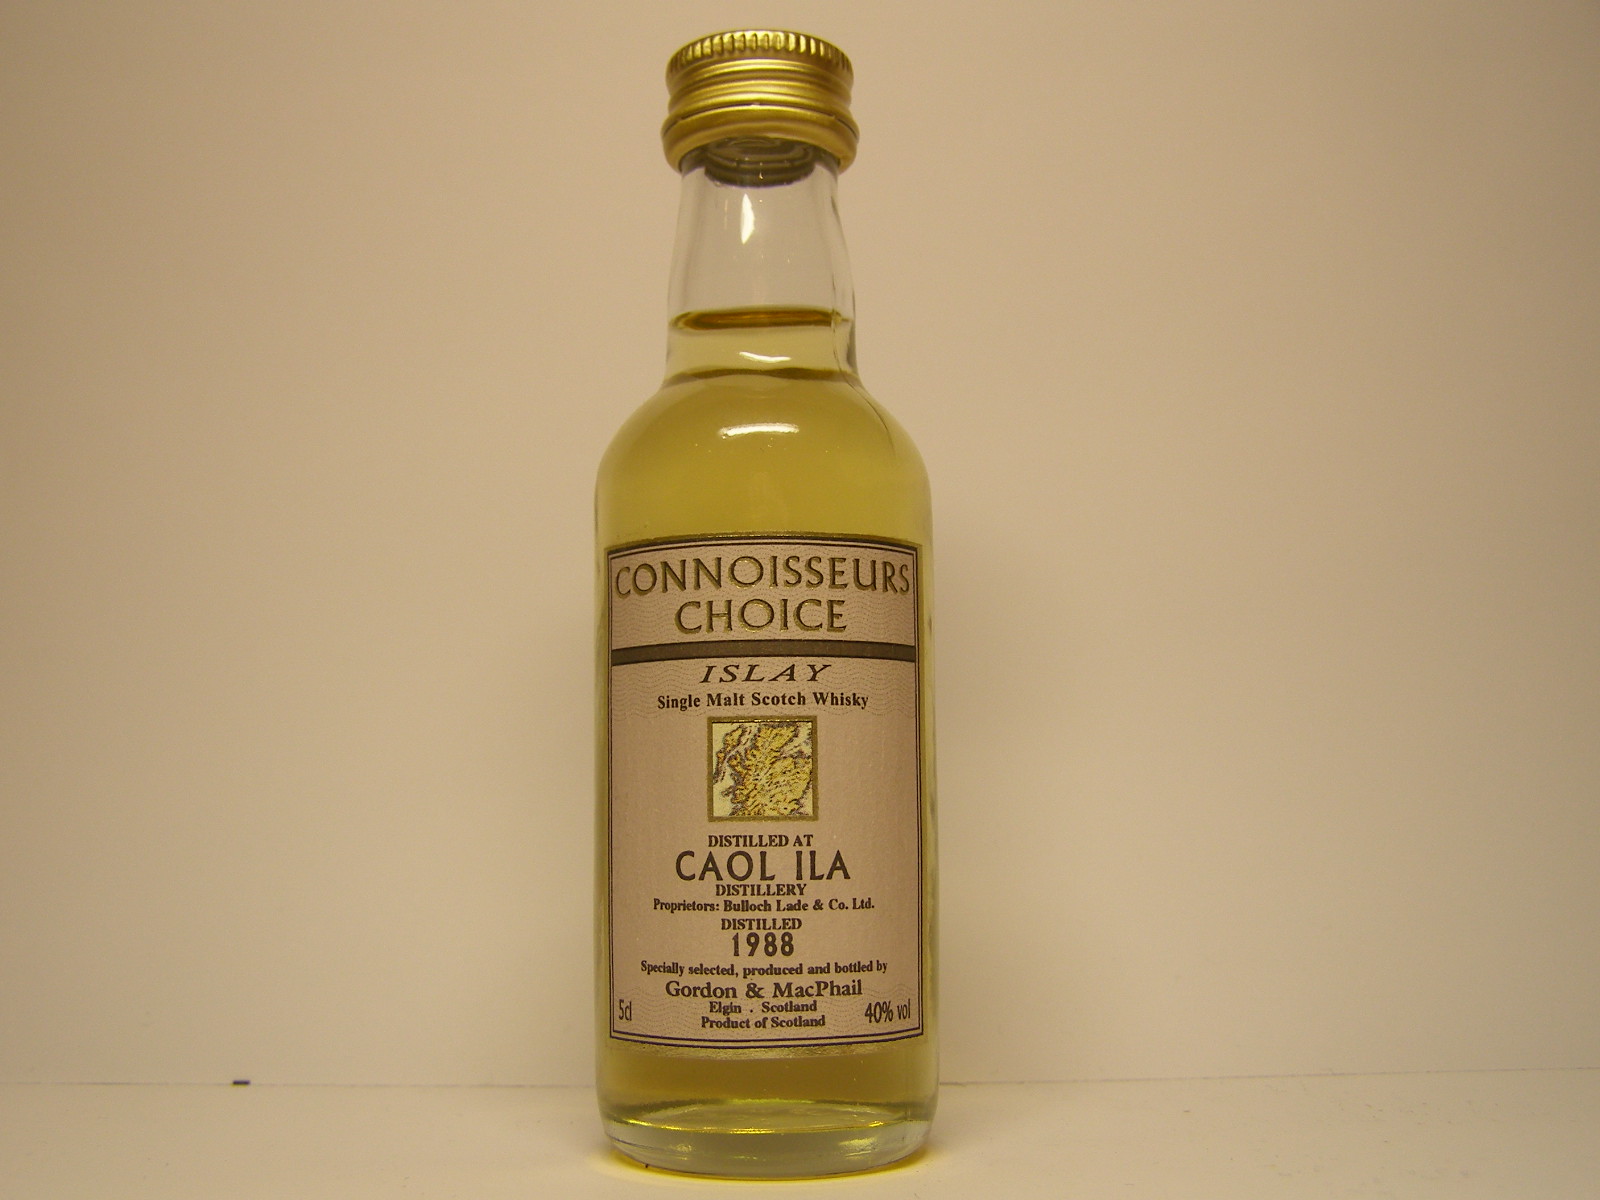 CONNOISSEURS
CHOICE
ISLAY
Single Malt Scotch Whisky
DISTILLED AT
CAOL ILA
DISTILLERY
Proprietors: Bulloch Lade & Co. Ltd.
DISTILLED
1988
Specially selected, produced and bottled by
Gordon & MacPhail
Elgin . Scotland
5cl Product of Scotland 40% vol